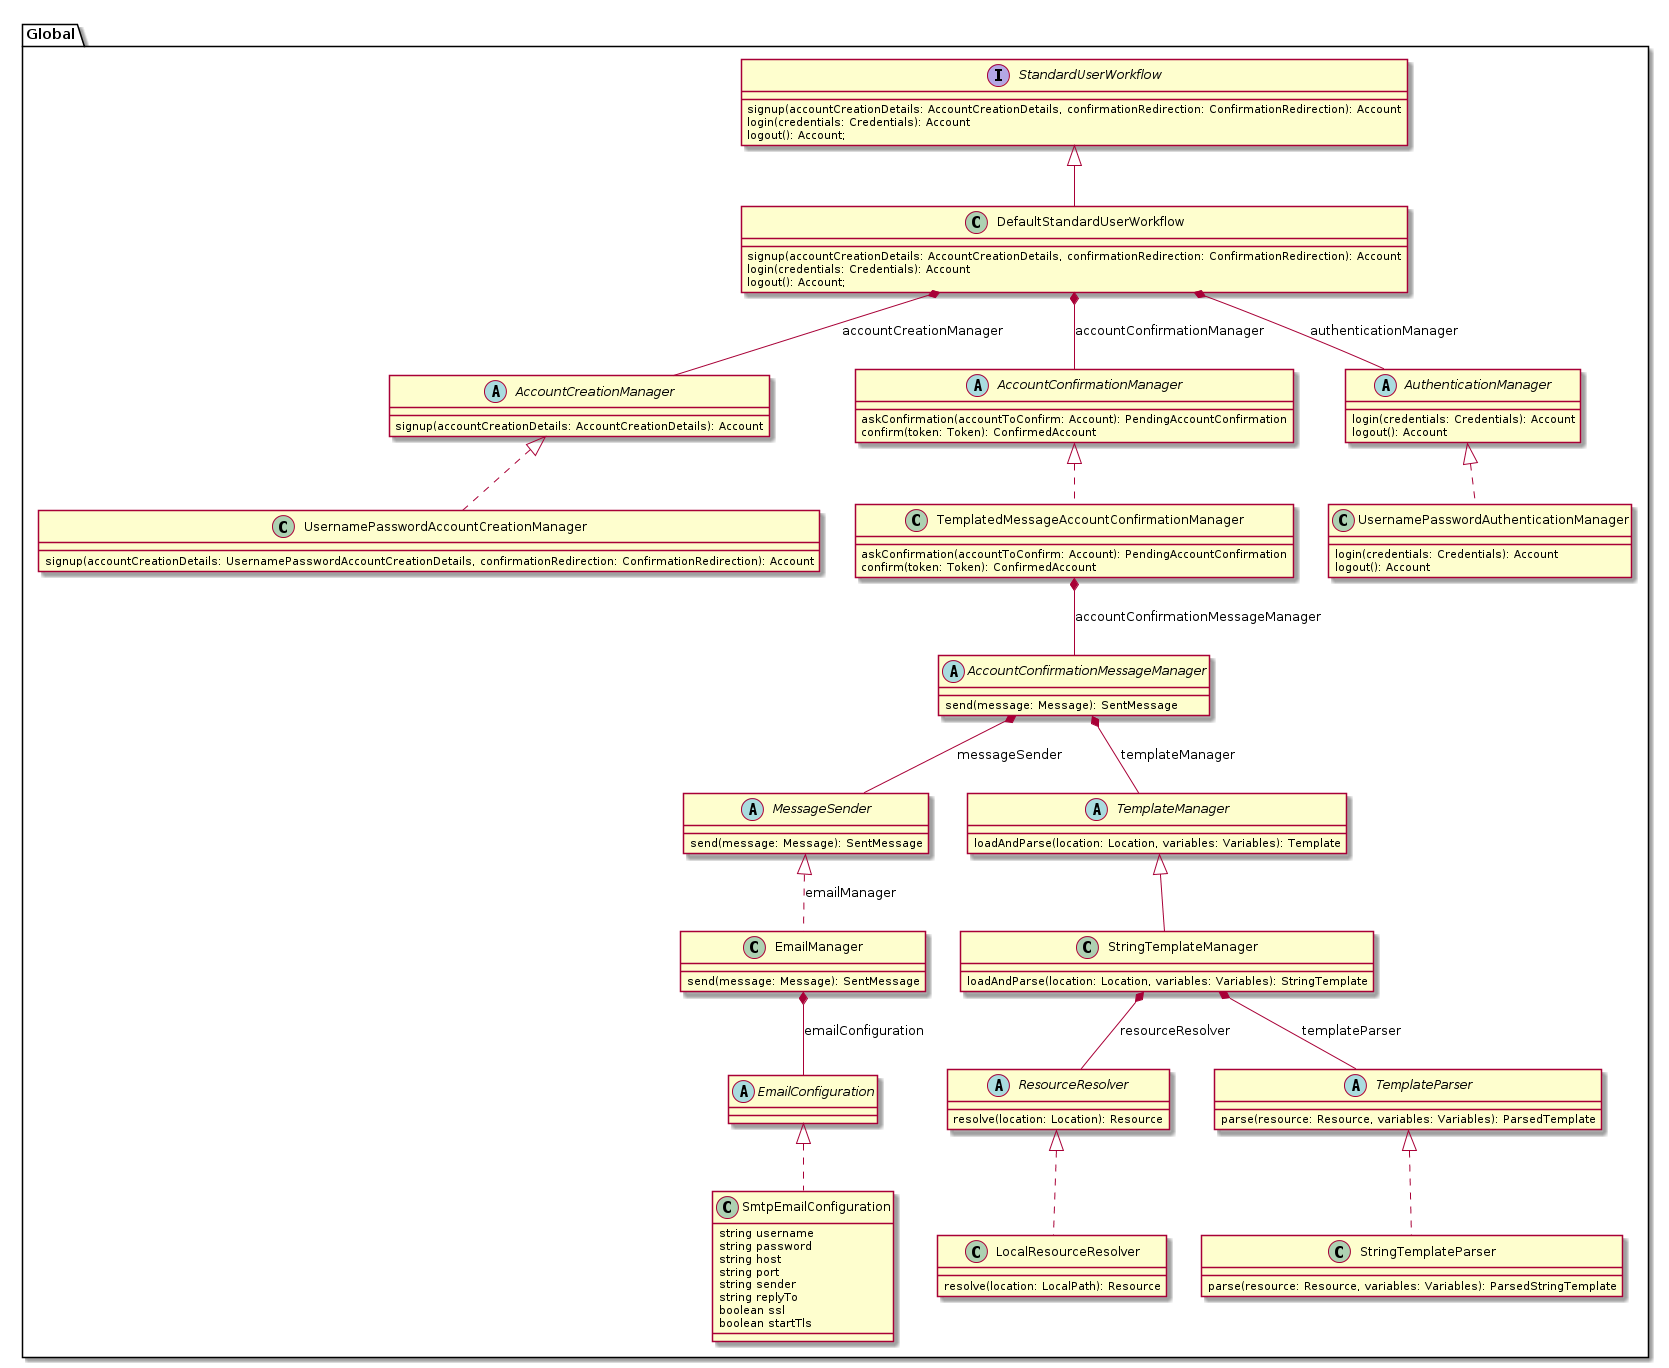 Global
I StandardUserWorkflow
signup(accountCreationDetails: AccountCreationDetails, confirmationRedirection: ConfirmationRedirection): Account
login(credentials: Credentials): Account
logout(): Account;
C DefaultStandardUserWorkflow
signup(accountCreationDetails: AccountCreationDetails, confirmationRedirection: ConfirmationRedirection): Account
login(credentials: Credentials): Account
logout(): Account;
accountCreationManager
accountConfirmationManager
authenticationManager
A AccountCreationManager
signup(accountCreationDetails: AccountCreationDetails): Account
A AccountConfirmationManager
askConfirmation(accountToConfirm: Account): PendingAccountConfirmation
confirm(token: Token): ConfirmedAccount
A AuthenticationManager
login(credentials: Credentials): Account
logout(): Account
C UsernamePasswordAccountCreationManager
signup(accountCreationDetails: UsernamePasswordAccountCreationDetails, confirmationRedirection: ConfirmationRedirection): Account
C TemplatedMessageAccountConfirmationManager
askConfirmation(accountToConfirm: Account): PendingAccountConfirmation
confirm(token: Token): ConfirmedAccount
C UsernamePasswordAuthenticationManager
login(credentials: Credentials): Account
logout(): Account
accountConfirmationMessageManager
A AccountConfirmationMessageManager
send(message: Message): SentMessage
messageSender
templateManager
A MessageSender
send(message: Message): SentMessage
A TemplateManager
loadAndParse(location: Location, variables: Variables): Template
emailManager
C EmailManager
send(message: Message): SentMessage
C StringTemplateManager
loadAndParse(location: Location, variables: Variables): StringTemplate
emailConfiguration
resourceResolver
templateParser
A EmailConfiguration
A ResourceResolver
resolve(location: Location): Resource
A TemplateParser
parse(resource: Resource, variables: Variables): ParsedTemplate
C SmtpEmailConfiguration
string username
string password
string host
string port
string sender
string replyTo
boolean ssl
boolean startTls
C LocalResourceResolver
resolve(location: LocalPath): Resource
C StringTemplateParser
parse(resource: Resource, variables: Variables): ParsedStringTemplate